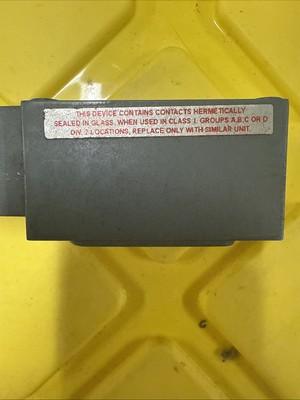 THIS DEVICE CONTAINS CONTACTS HERMETICALLY
SEALED IN GLASS. WHEN USED IN CLASS I, GROUPS A,B,C OR D
DIV. 2 LOCATIONS, REPLACE ONLY WITH SIMILAR UNIT.